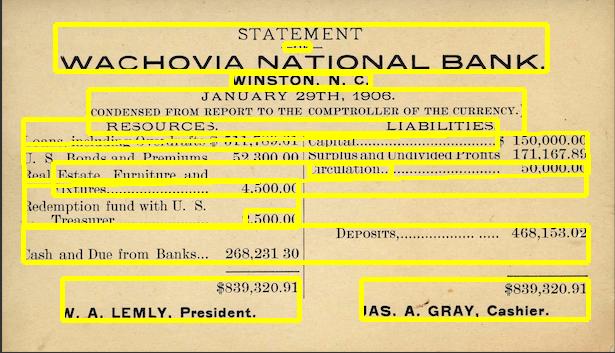 STATEMENT
WACHOVIA NATIONAL BANK.
WINSTON, N. C.
JANUARY 29TH, 1906.
(CONDENSED FROM REPORT TO THE COMPTROLLER OF THE CURRENCY.)
RESOURCES. LIABILITIES
Loans, including Overdrafts $ 511,789.61 Capital........................... $ 150,000.00
U. S. Bonds and Premiums 52,300.00 Surplus and Undivided Profits 171,167.89
Real Estate, Furniture and Circulation.. 50,000.00
Fixtures.................... 4,500.00
Redemption fund with U. S.
Treasurer 2,500.00
DEPOSITS,.................... 468,153.02
Cash and Due from Banks... 268,231 30
$839,320.91 $839,320.91
W. A. LEMLY, President. JAS. A. GRAY, Cashier.